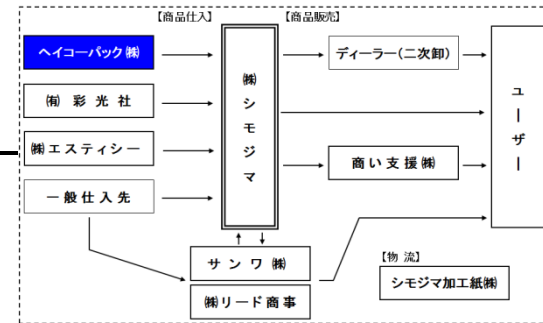 【商品仕入】
【商品販売】
ヘイコーパック㈱
㈲ 彩光社
㈱エスティシー
一般仕入先
㈱シモジマ
ディーラー(二次卸)
商い支援㈱
ユーザー
サンワ㈱
㈱リード商事
【物 流】
シモジマ加工紙㈱